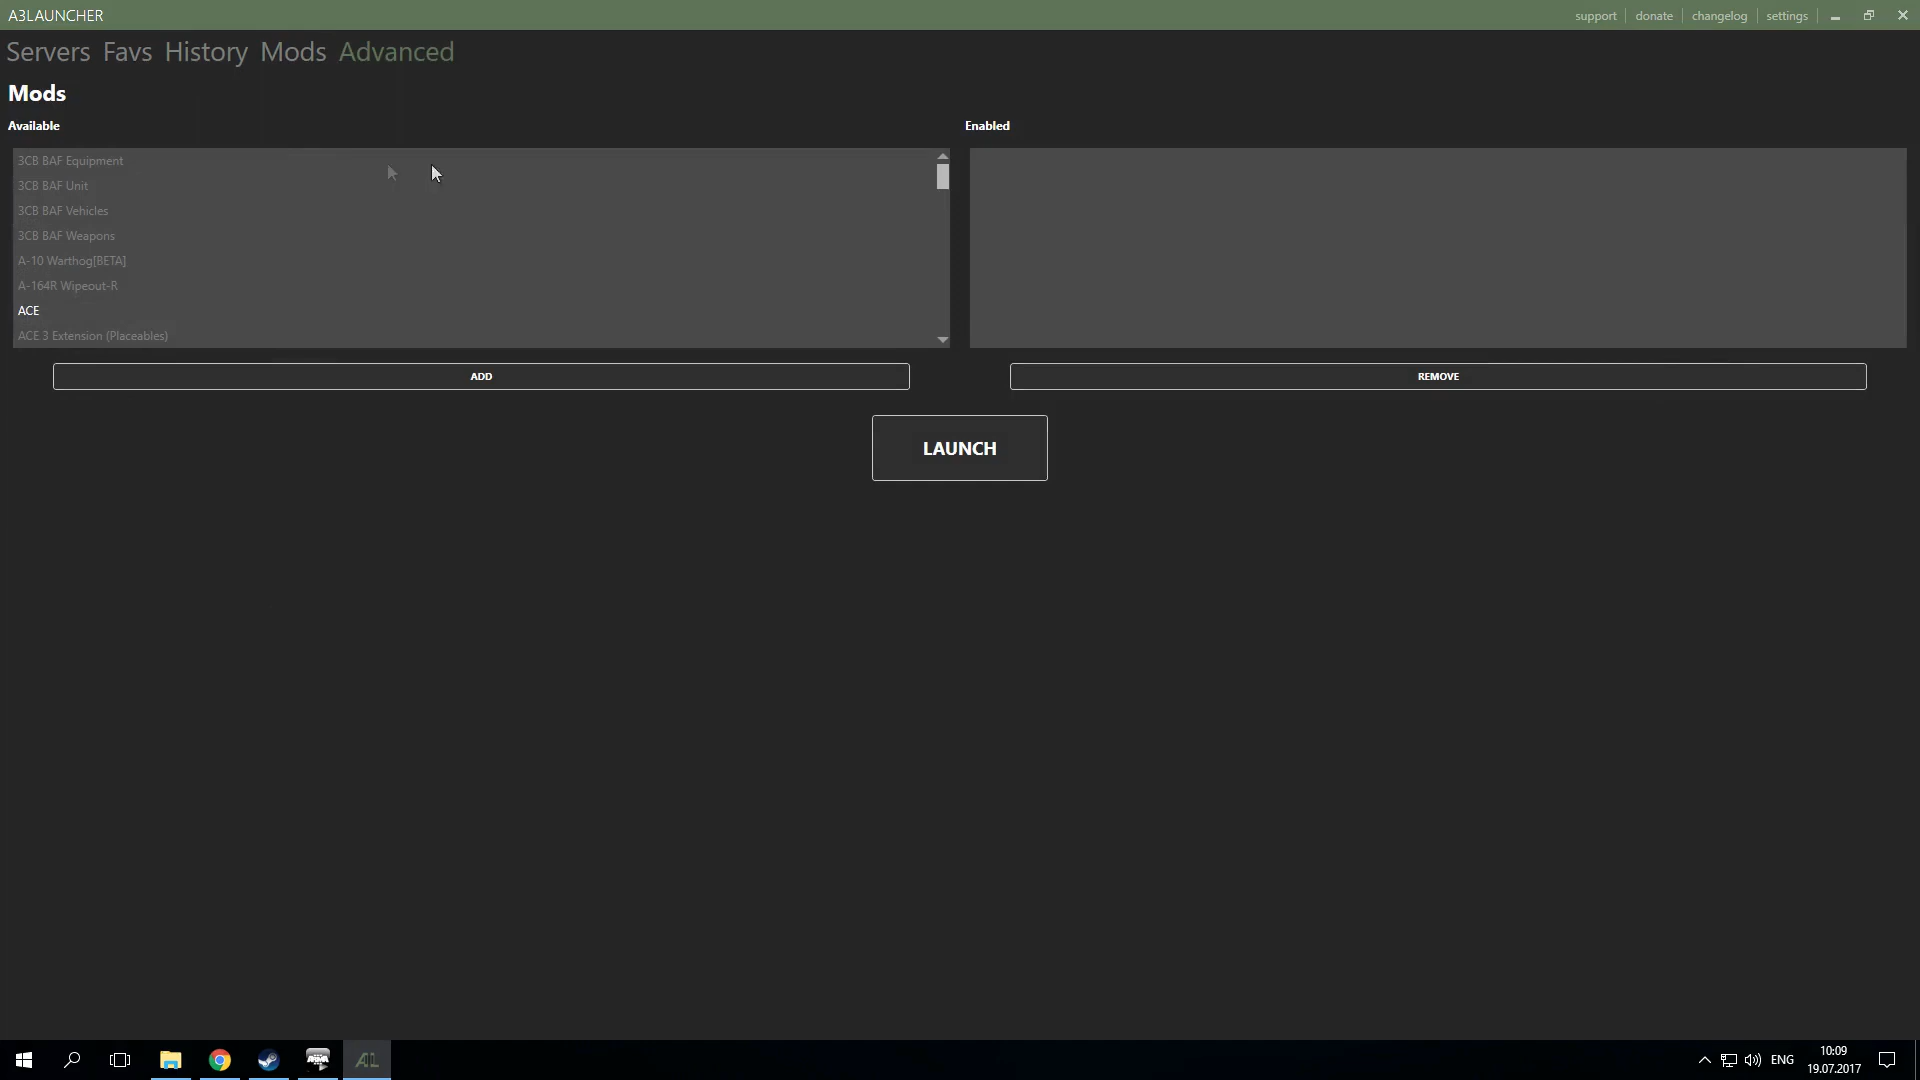 A3LAUNCHER
support
donate
changelog
settings
Servers Favs History Mods Advanced
Mods
Available
Enabled
3CB BAF Equipment
3CB BAF Unit
3CB BAF Vehicles
3CB BAF Weapons
A-10 Warthog[BETA]
A-164R Wipeout-R
ACE
ACE 3 Extension (Placeables)
ADD
REMOVE
LAUNCH
ARMA
AL
ENG
10:09
19.07.2017